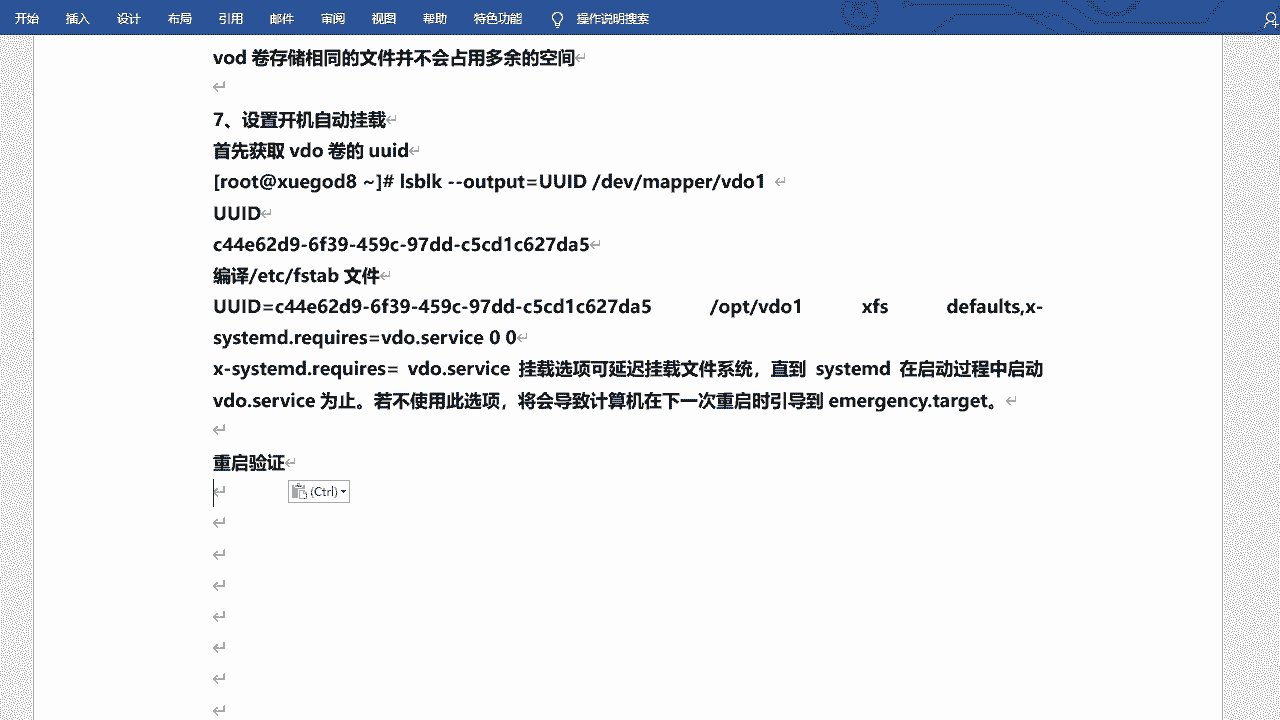 开始 插入 设计 布局 引用 邮件 审阅 视图 帮助 特色功能 操作说明搜索
vod 卷存储相同的文件并不会占用多余的空间
7、设置开机自动挂载
首先获取 vdo 卷的 uuid
[root@xuegod8 ~]# lsblk --output=UUID /dev/mapper/vdo1
UUID
c44e62d9-6f39-459c-97dd-c5cd1c627da5
编译/etc/fstab 文件
UUID=c44e62d9-6f39-459c-97dd-c5cd1c627da5 /opt/vdo1 xfs defaults,x-
systemd.requires=vdo.service 0 0
x-systemd.requires= vdo.service 挂载选项可延迟挂载文件系统，直到 systemd 在启动过程中启动
vdo.service 为止。若不使用此选项，将会导致计算机在下一次重启时引导到 emergency.target。
重启验证
(Ctrl)